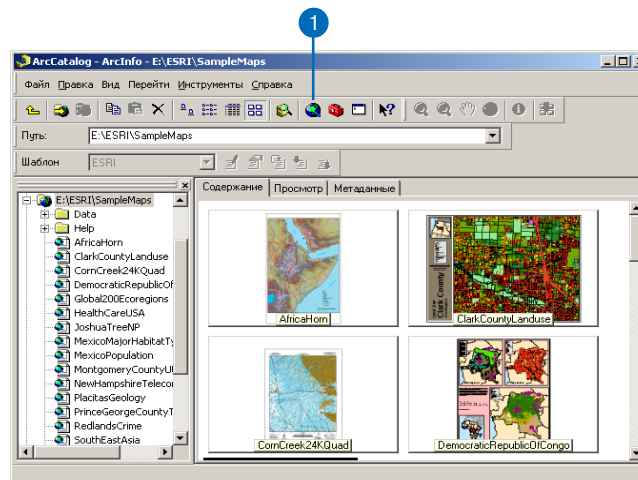 1
ArcCatalog - ArcInfo - E:\ESRI\SampleMaps
Файл Правка Вид Перейти Инструменты Справка
Путь: E:\ESRI\SampleMaps
Шаблон ESRI
E:\ESRI\SampleMaps
Data
Help
AfricaHorn
ClarkCountyLanduse
CornCreek24KQuad
DemocraticRepublicOf
Global200Ecoregions
HealthCareUSA
JoshuaTreeNP
MexicoMajorHabitatTy
MexicoPopulation
MontgomeryCountyU
NewHampshireTelecor
PlacitasGeology
PrinceGeorgeCountyT
RedlandsCrime
SouthEastAsia
Содержание Просмотр Метаданные
AfricaHorn
Clark County
ClarkCountyLanduse
CornCreek24KQuad
DemocraticRepublicOfCongo